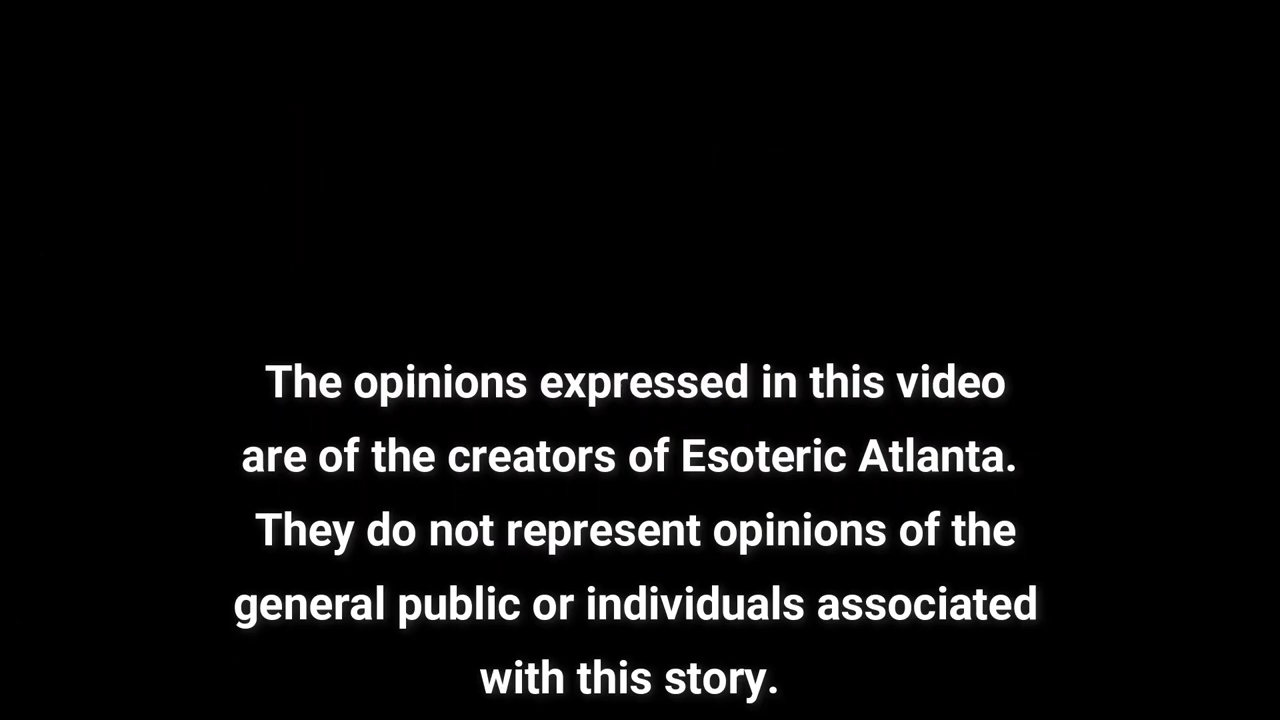 The opinions expressed in this video
are of the creators of Esoteric Atlanta.
They do not represent opinions of the
general public or individuals associated
with this story.